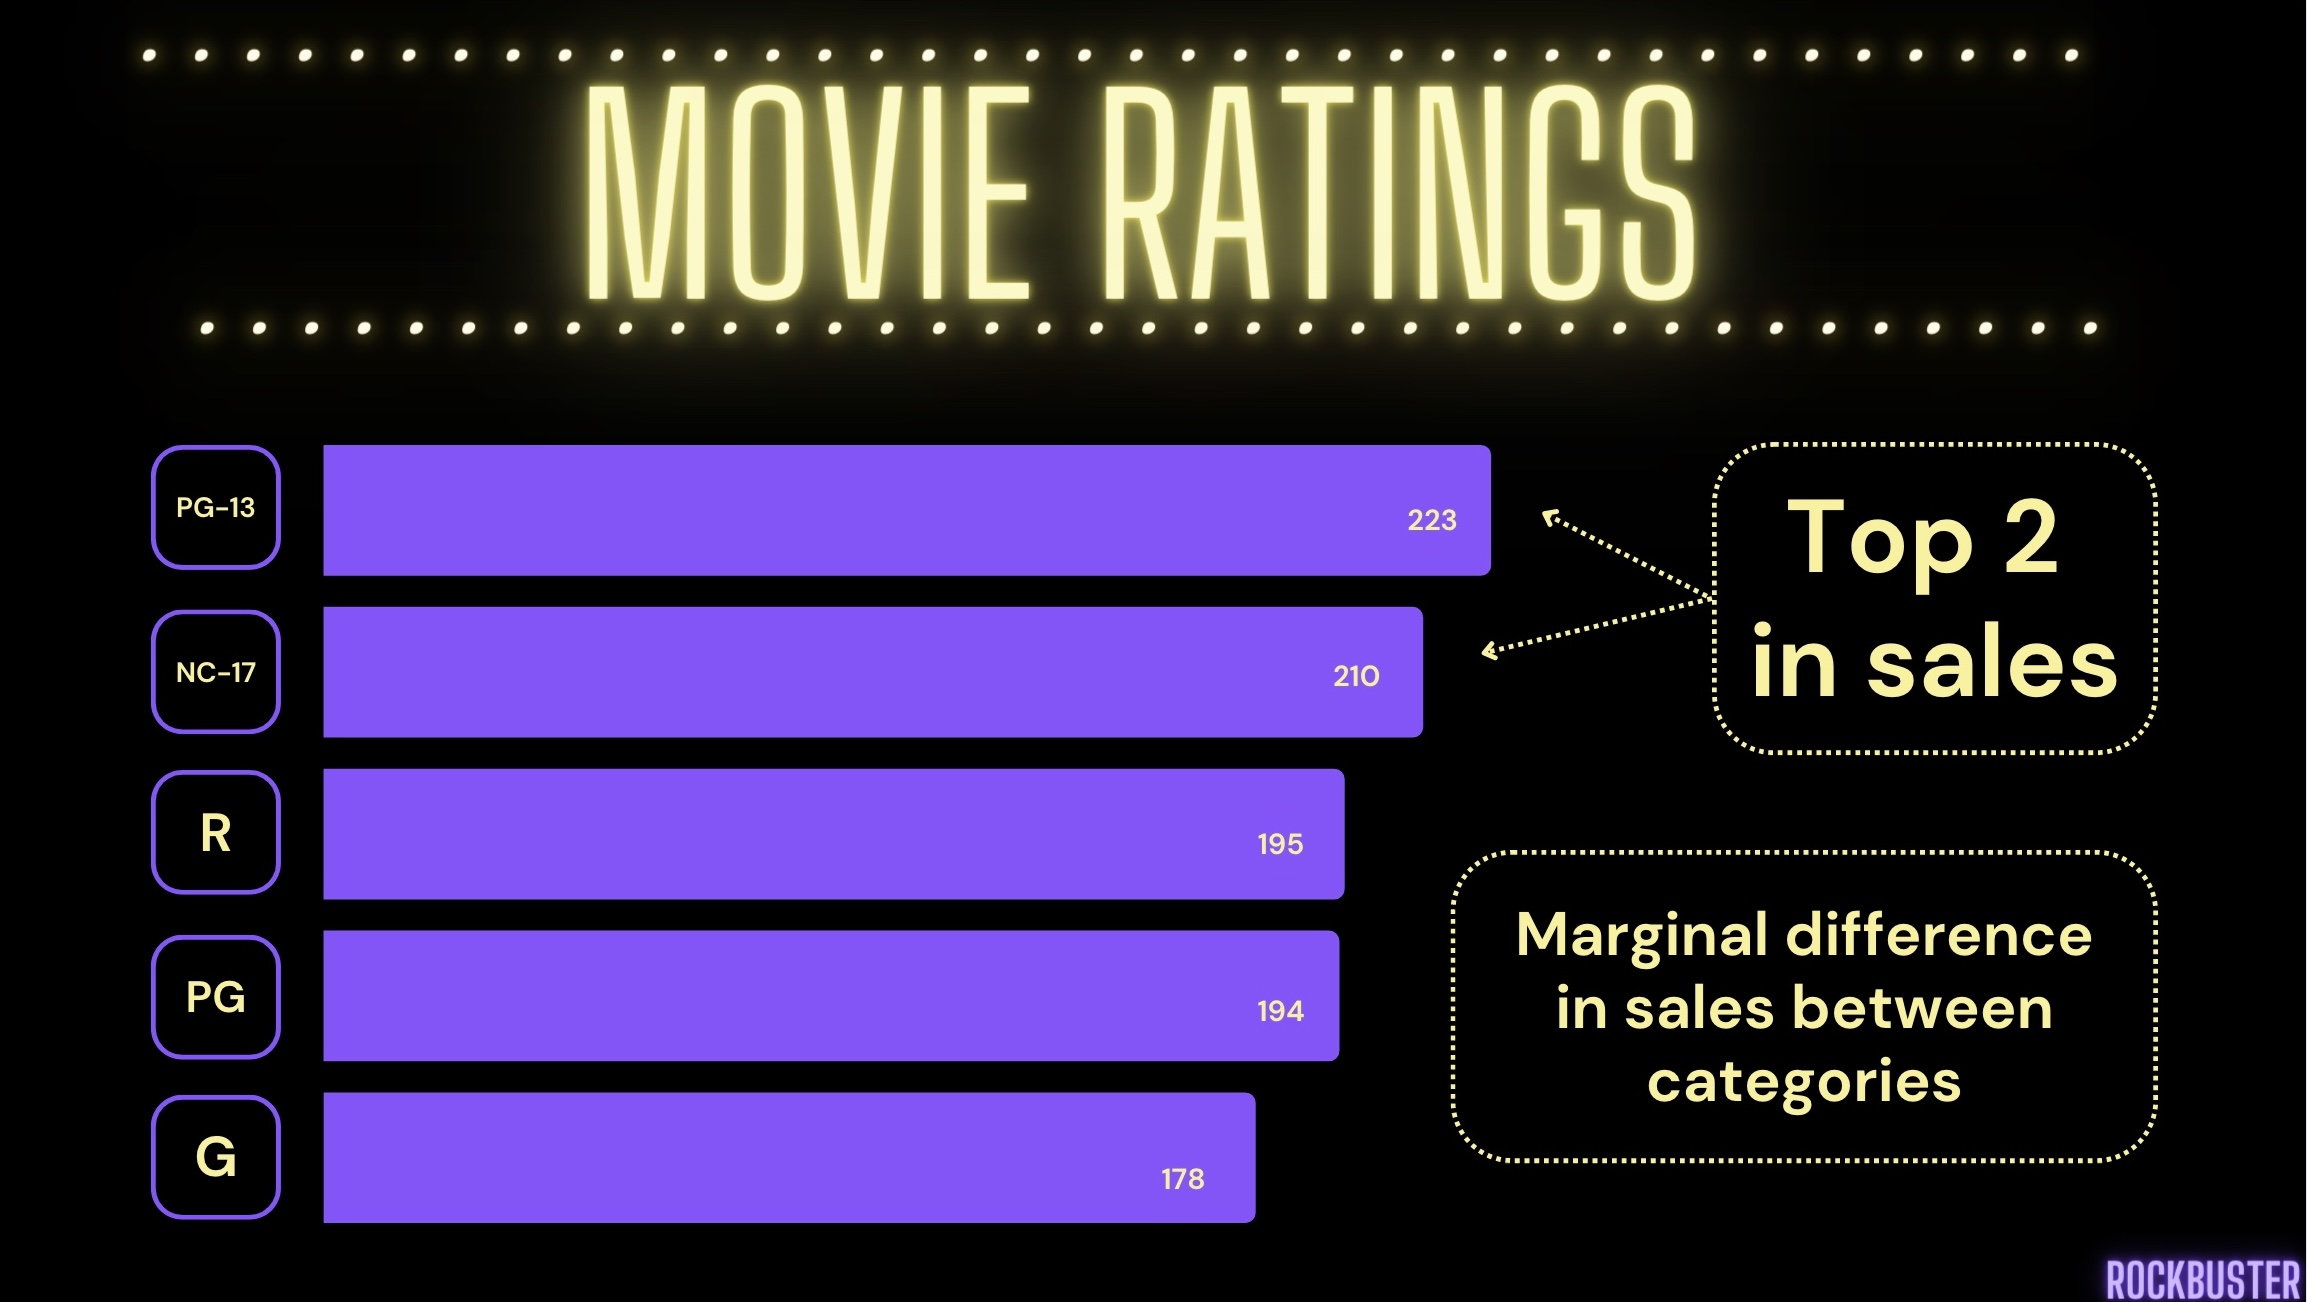 MOVIE RATINGS
PG-13
223
NC-17
210
R
195
PG
194
G
178
Top 2
in sales
Marginal difference
in sales between
categories
ROCKBUSTER